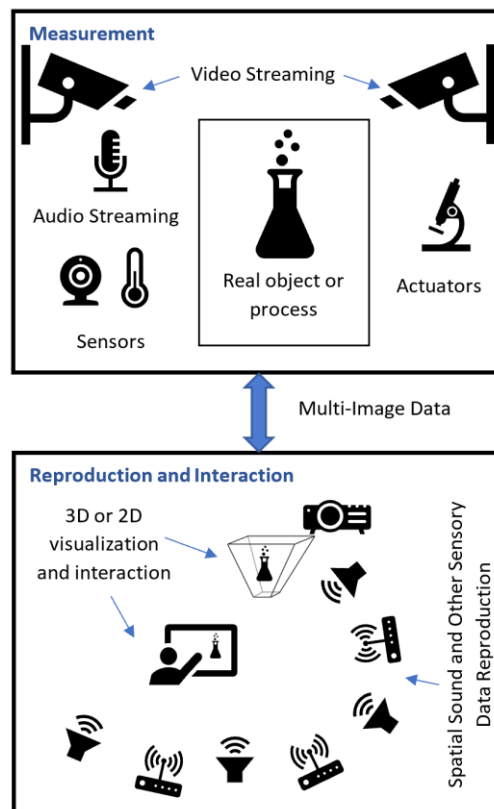 Measurement
Video Streaming
Audio Streaming
Sensors
Real object or
process
Actuators
Multi-Image Data
Reproduction and Interaction
3D or 2D
visualization
and interaction
Spatial Sound and Other Sensory
Data Reproduction